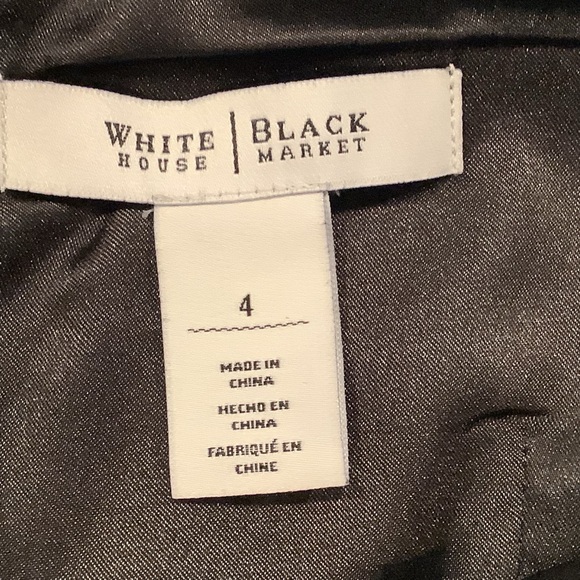 WHITE | BLACK
HOUSE | MARKET
4
MADE IN
CHINA
HECHO EN
CHINA
FABRIQUÉ EN
CHINE